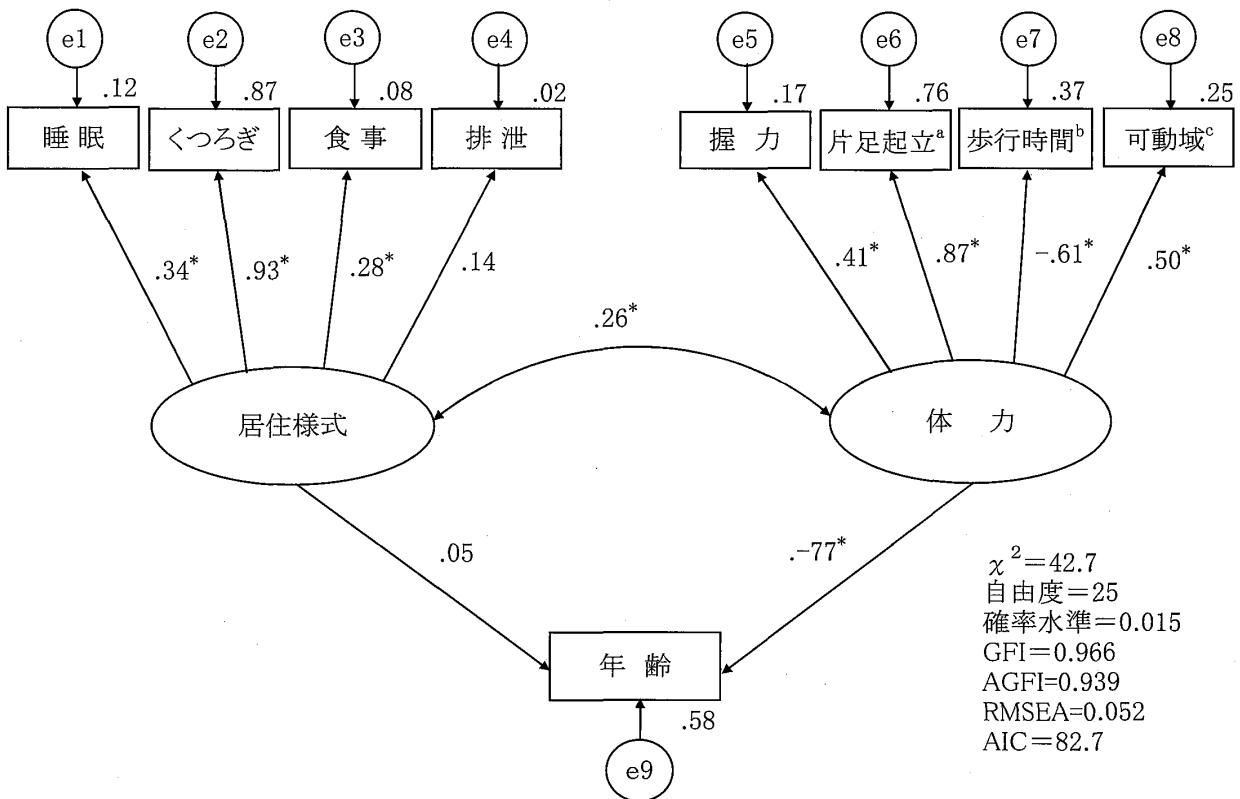 e1 e2 e3 e4 e5 e6 e7 e8
.12 .87 .08 .02 .17 .76 .37 .25
睡眠 くつろぎ 食事 排泄 握力 片足起立a 歩行時間b 可動域c
.34* .93* .28* .14 .41* .87* -.61* .50*
.26*
居住様式 体力
.05 .-77*
χ2=42.7
自由度=25
確率水準=0.015
GFI=0.966
AGFI=0.939
RMSEA=0.052
AIC=82.7
年齢
.58
e9